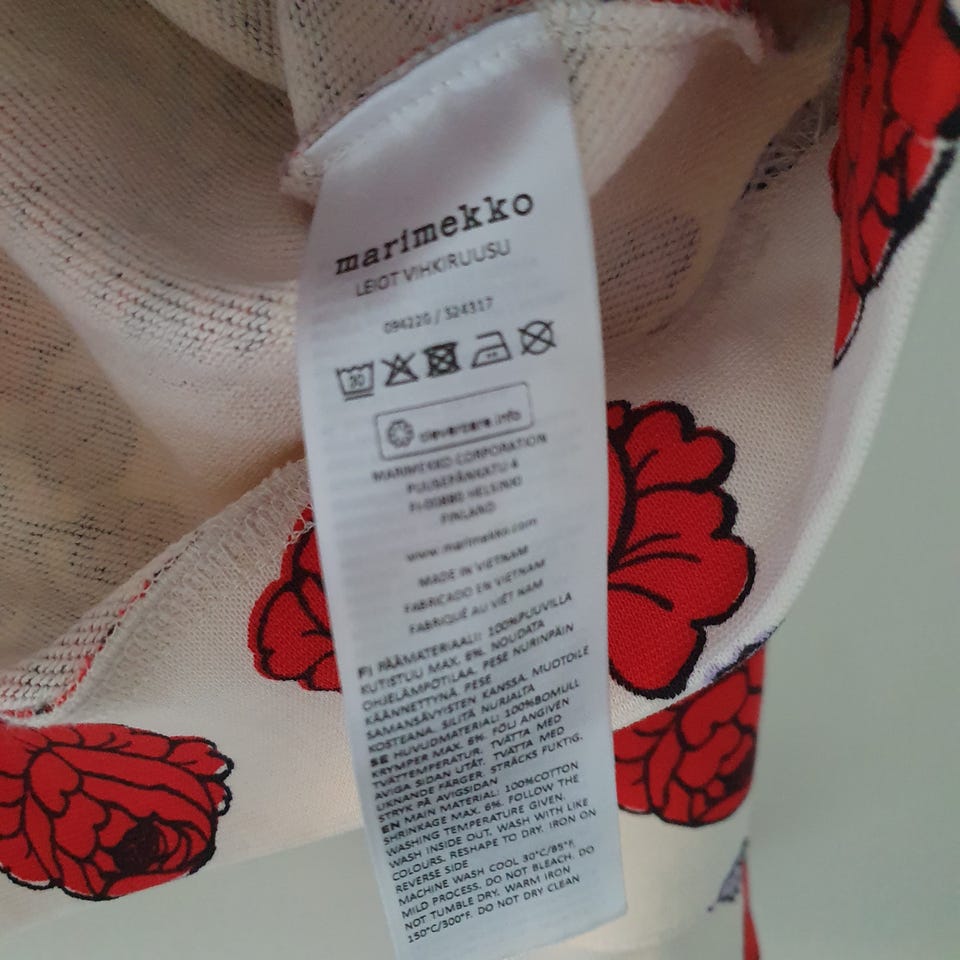 marimekko
LEIOT VIHKIRUUSU
094220 / 324317
30
clevercare.info
MARIMEKKO CORPORATION
PUUSEPÄNKATU 4
FI-00880 HELSINKI
FINLAND
www.marimekko.com
MADE IN VIETNAM
FABRICADO EN VIETNAM
FABRIQUÉ AU VIÊT NAM
FI PÄÄMATERIAALI: 100%PUUVILLA
KUTISTUU MAX. 6%. NOUDATA
OHJELÄMPÖTILAA. PESE NURINPÄIN
KÄÄNNETTYNÄ. PESE
SAMANSÄVYISTEN KANSSA. MUOTOILE
KOSTEANA. SILITÄ NURJALTA
SE HUVUDMATERIAL: 100%BOMULL
KRYMPER MAX. 6%. FÖLJ ANGIVEN
TVÄTTEMPERATUR. TVÄTTA MED
AVIGA SIDAN UTÅT. TVÄTTA MED
LIKNANDE FÄRGER. STRÄCKS FUKTIG.
STRYK PÅ AVIGSIDAN
EN MAIN MATERIAL: 100%COTTON
SHRINKAGE MAX. 6%. FOLLOW THE
WASHING TEMPERATURE GIVEN.
WASH INSIDE OUT. WASH WITH LIKE
COLOURS. RESHAPE TO DRY. IRON ON
REVERSE SIDE
MACHINE WASH COOL 30°C/85°F.
MILD PROCESS. DO NOT BLEACH. DO
NOT TUMBLE DRY. WARM IRON
150°C/300°F. DO NOT DRY CLEAN